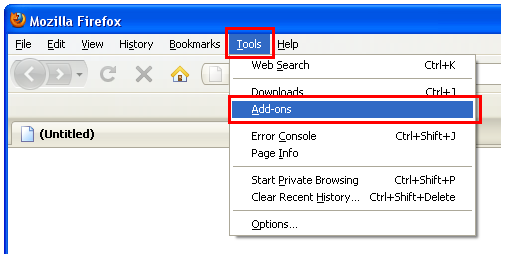 Mozilla Firefox
File Edit View History Bookmarks Tools Help
Web Search Ctrl+K
Downloads Ctrl+J
Add-ons
(Untitled)
Error Console Ctrl+Shift+J
Page Info
Start Private Browsing Ctrl+Shift+P
Clear Recent History... Ctrl+Shift+Delete
Options...